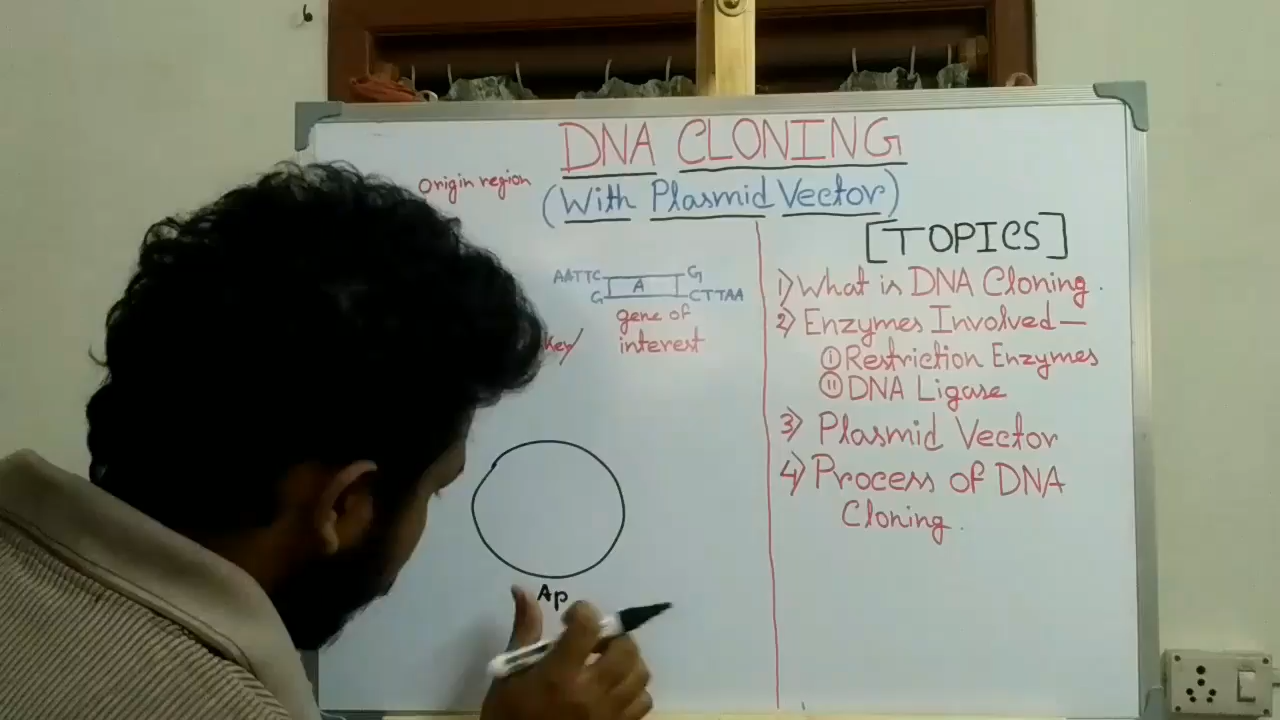 DNA CLONING
Origin region
(With Plasmid Vector)
[TOPICS]
AATTC G
A
G CTTAA
gene of
interest
Key/
Ap
1) What is DNA Cloning.
2) Enzymes Involved—
(I) Restriction Enzymes
(II) DNA Ligase
3) Plasmid Vector
4) Process of DNA
Cloning.